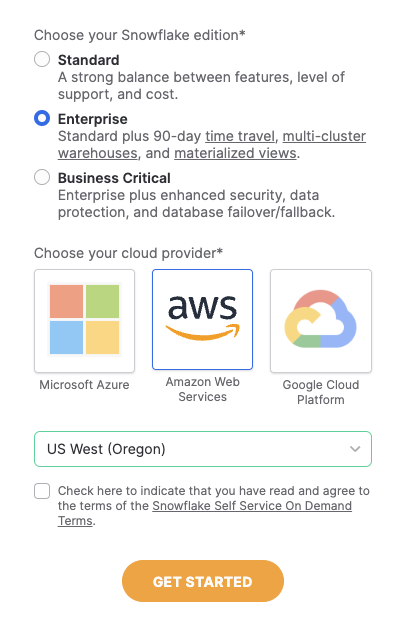 Choose your Snowflake edition*
Standard
A strong balance between features, level of
support, and cost.
Enterprise
Standard plus 90-day time travel, multi-cluster
warehouses, and materialized views.
Business Critical
Enterprise plus enhanced security, data
protection, and database failover/fallback.
Choose your cloud provider*
aws
Microsoft Azure
Amazon Web
Services
Google Cloud
Platform
US West (Oregon)
Check here to indicate that you have read and agree to
the terms of the Snowflake Self Service On Demand
Terms.
GET STARTED